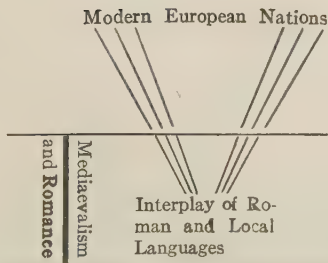 Modern European Nations
Mediaevalism
and Romance
Interplay of Ro-
man and Local
Languages